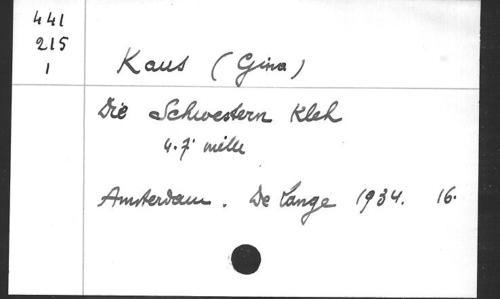 441
215
1
Kaus (Gina)
Die Schwestern Kleh
4.7. mille
Amsterdam. De Lange 1934. 16.